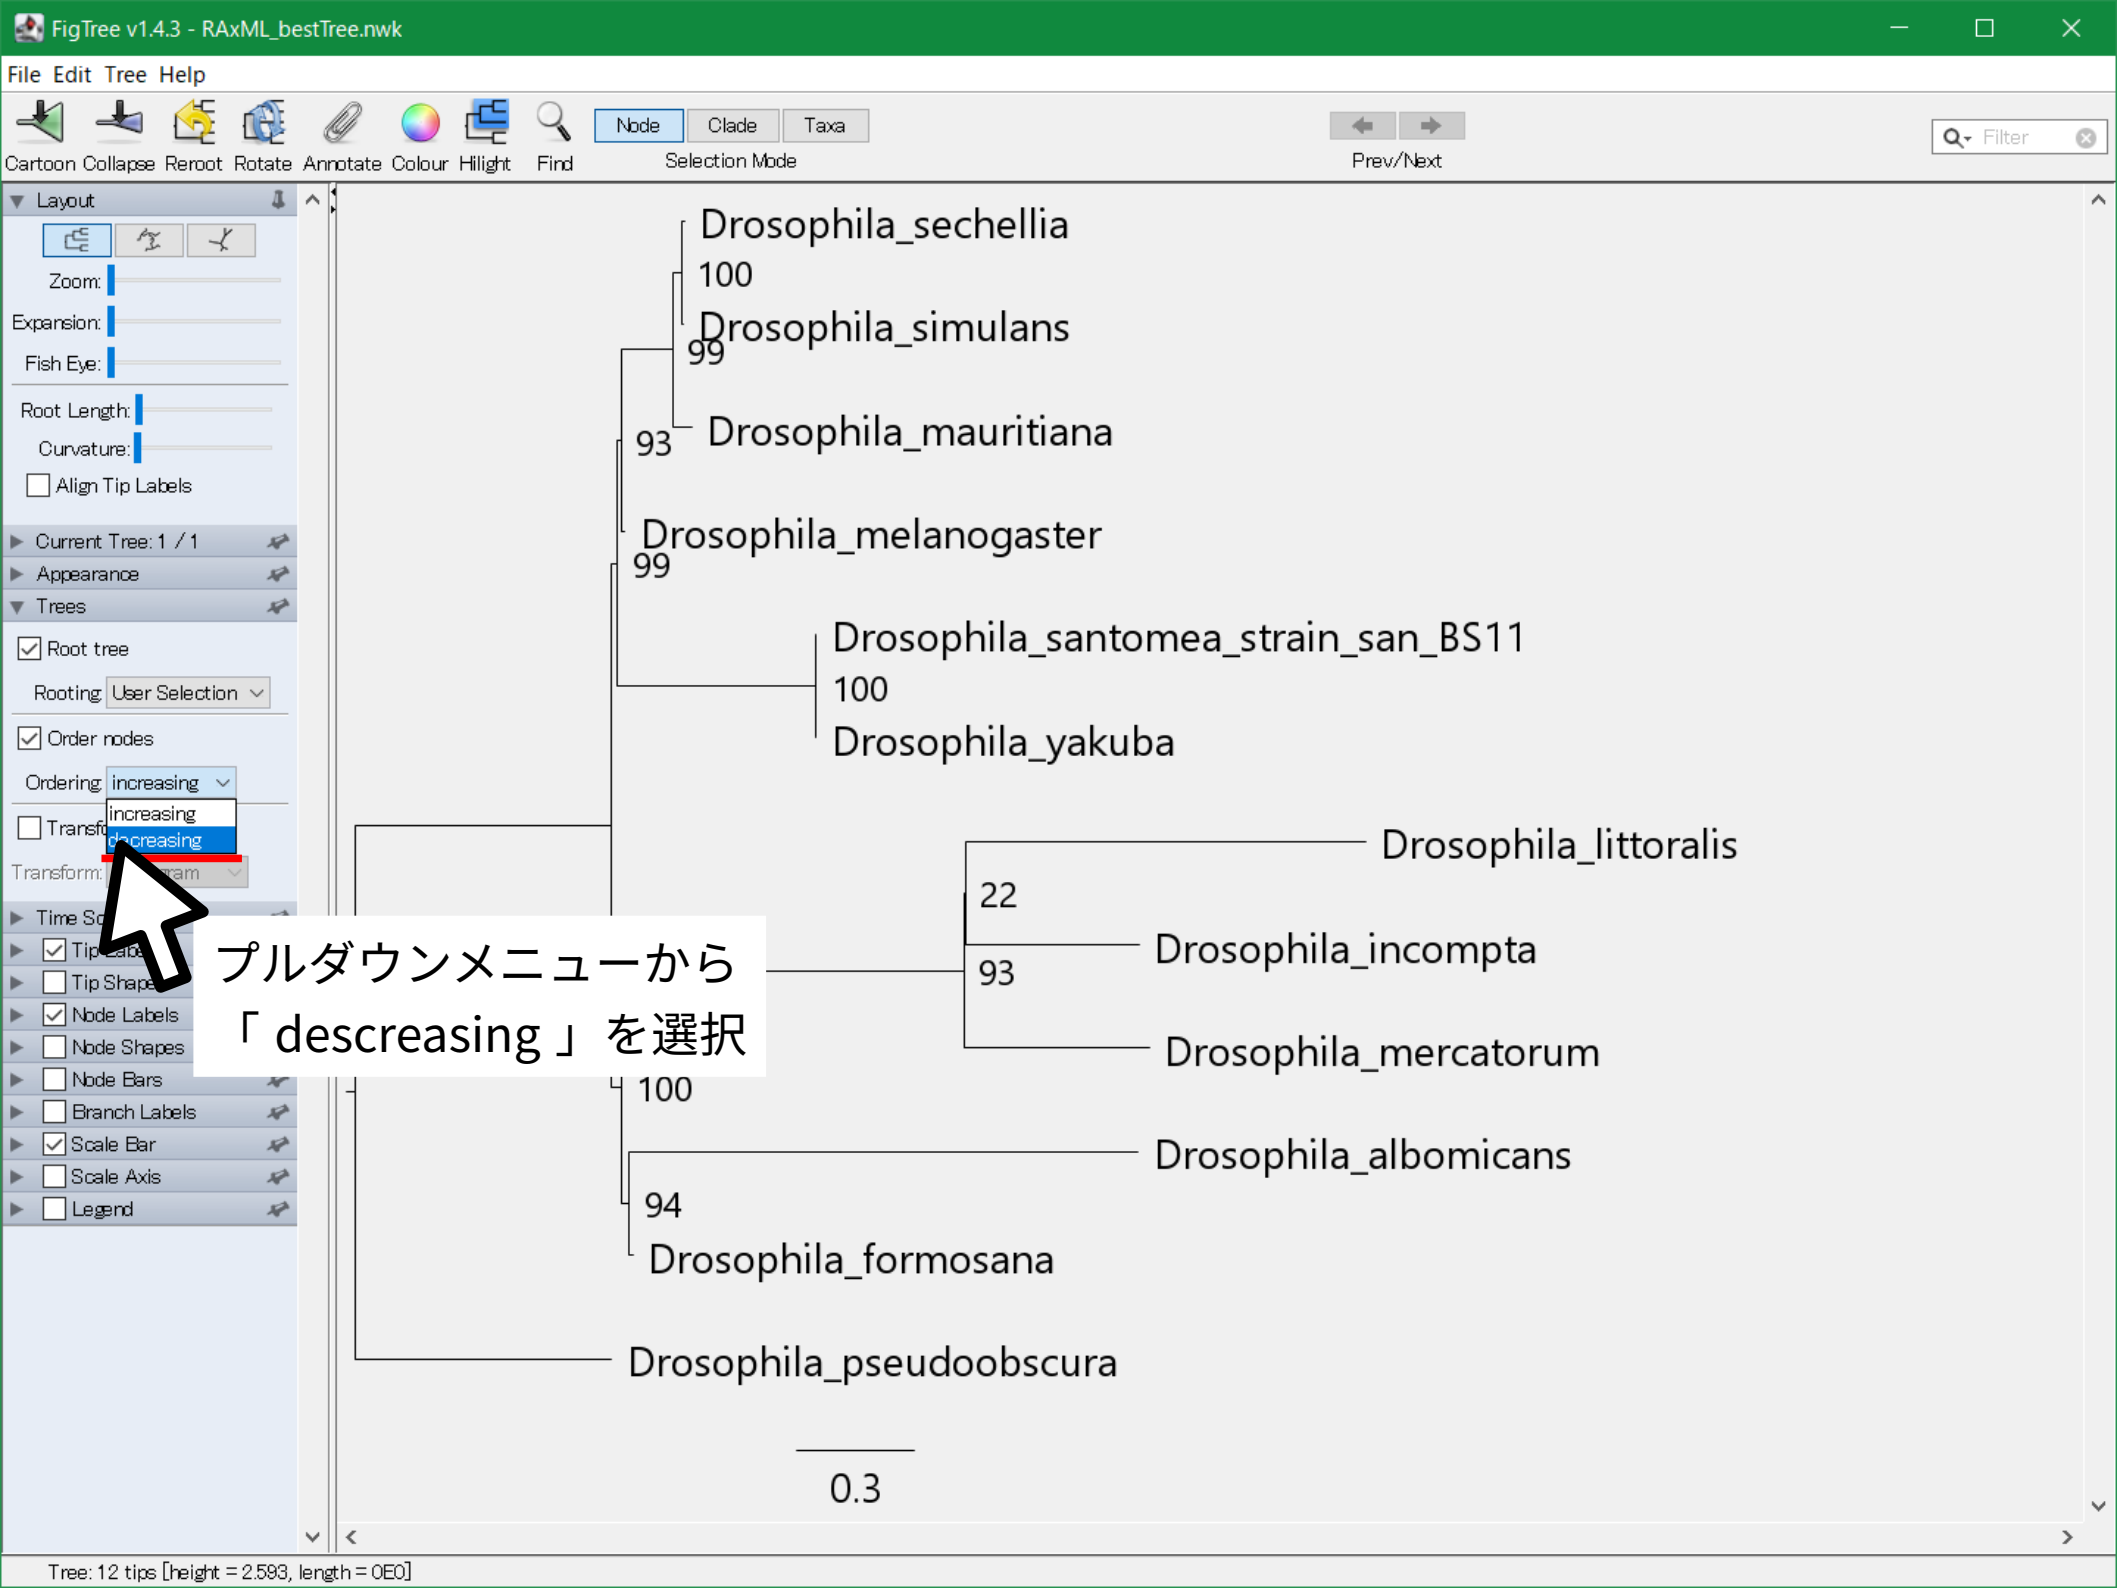 FigTree v1.4.3 - RAxML_bestTree.nwk
File Edit Tree Help
Cartoon Collapse Reroot Rotate Annotate Colour Hilight Find
Node Clade Taxa
Selection Mode
Prev/Next
Filter
Layout
Zoom:
Expansion:
Fish Eye:
Root Length:
Curvature:
Align Tip Labels
Current Tree: 1 / 1
Appearance
Trees
Root tree
Rooting: User Selection
Order nodes
Ordering: increasing
increasing
decreasing
Transform:
Tip Shape
Node Labels
Node Shapes
Node Bars
Branch Labels
Scale Bar
Scale Axis
Legend
プルダウンメニューから
「 descreasing 」を選択
Drosophila_sechellia
100
Drosophila_simulans
99
Drosophila_mauritiana
93
Drosophila_melanogaster
99
Drosophila_santomea_strain_san_BS11
100
Drosophila_yakuba
Drosophila_littoralis
22
Drosophila_incompta
93
Drosophila_mercatorum
100
Drosophila_albomicans
94
Drosophila_formosana
Drosophila_pseudoobscura
0.3
Tree: 12 tips [height = 2.593, length = 0E0]